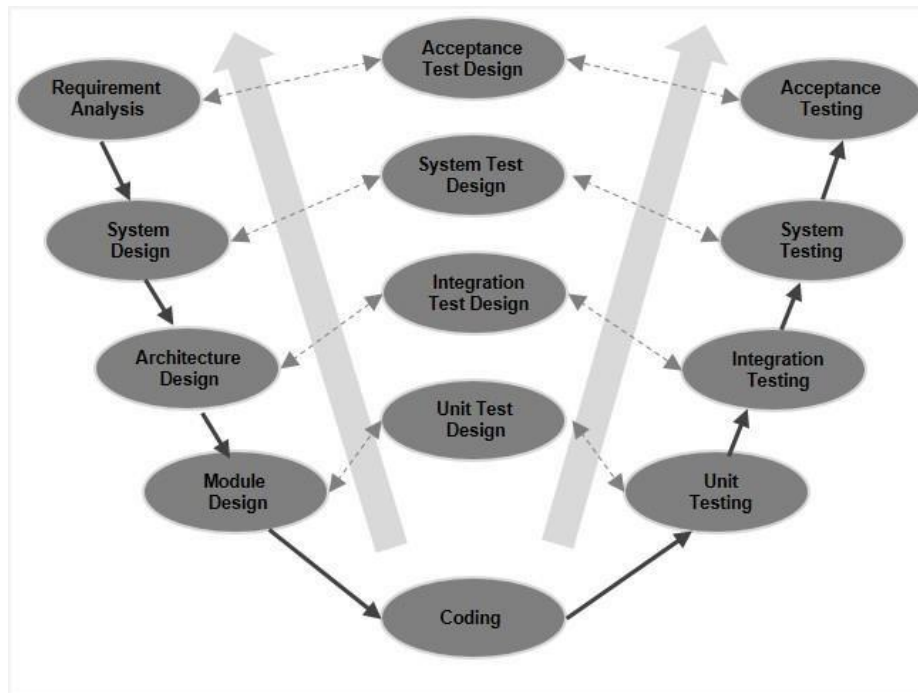 Acceptance
Test Design
Requirement
Analysis
Acceptance
Testing
System Test
Design
System
Design
System
Testing
Integration
Test Design
Architecture
Design
Integration
Testing
Unit Test
Design
Module
Design
Unit
Testing
Coding